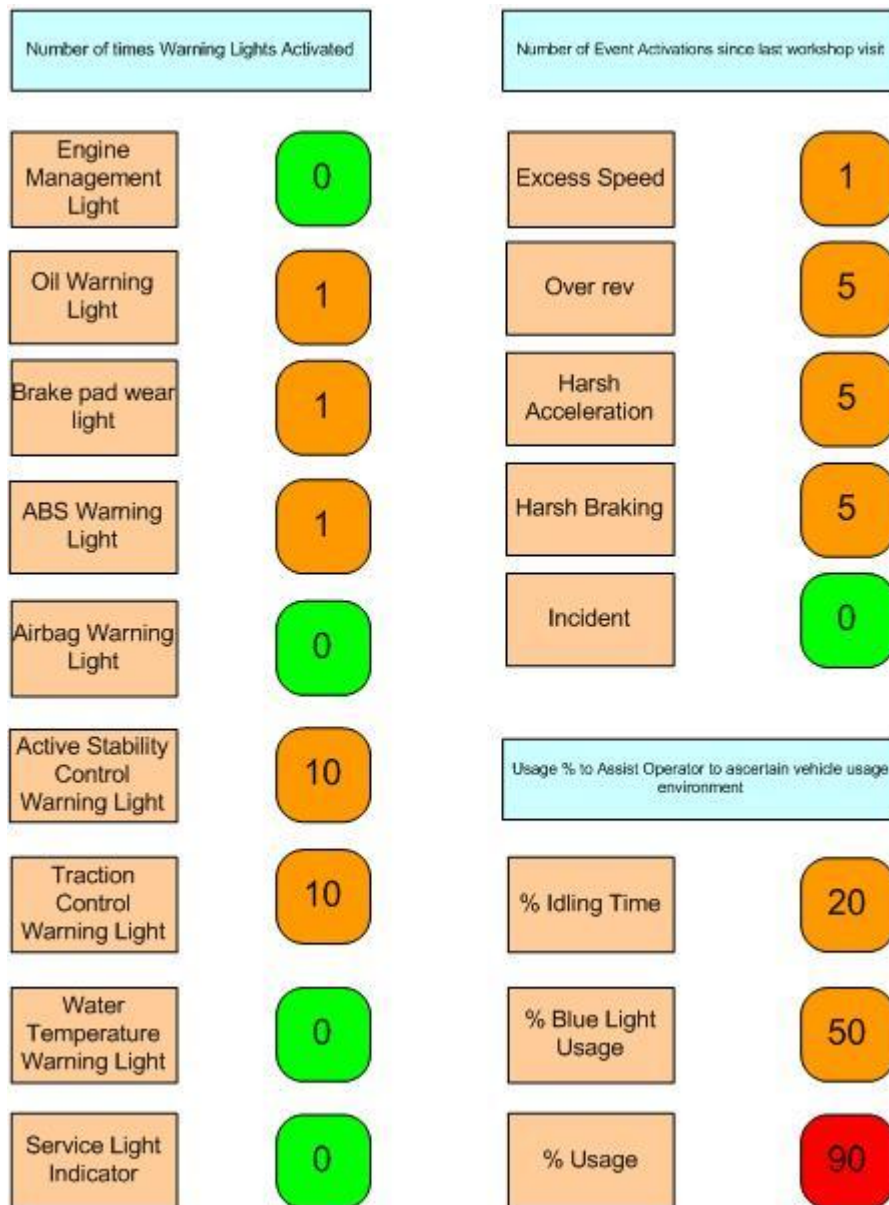 Number of times Warning Lights Activated
Engine
Management
Light
0
Oil Warning
Light
1
Brake pad wear
light
1
ABS Warning
Light
1
Airbag Warning
Light
0
Active Stability
Control
Warning Light
10
Traction
Control
Warning Light
10
Water
Temperature
Warning Light
0
Service Light
Indicator
0
Number of Event Activations since last workshop visit
Excess Speed
1
Over rev
5
Harsh
Acceleration
5
Harsh Braking
5
Incident
0
Usage % to Assist Operator to ascertain vehicle usage
environment
% Idling Time
20
% Blue Light
Usage
50
% Usage
90